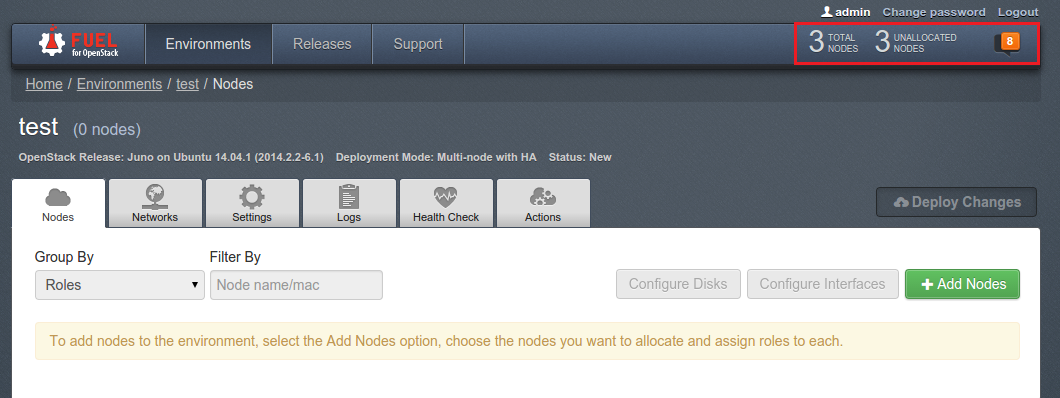 admin Change password Logout
FUEL for OpenStack Environments Releases Support 3 TOTAL NODES 3 UNALLOCATED NODES 8
Home / Environments / test / Nodes
test (0 nodes)
OpenStack Release: Juno on Ubuntu 14.04.1 (2014.2.2-6.1) Deployment Mode: Multi-node with HA Status: New
Nodes Networks Settings Logs Health Check Actions Deploy Changes
Group By Filter By
Roles Node name/mac Configure Disks Configure Interfaces Add Nodes
To add nodes to the environment, select the Add Nodes option, choose the nodes you want to allocate and assign roles to each.